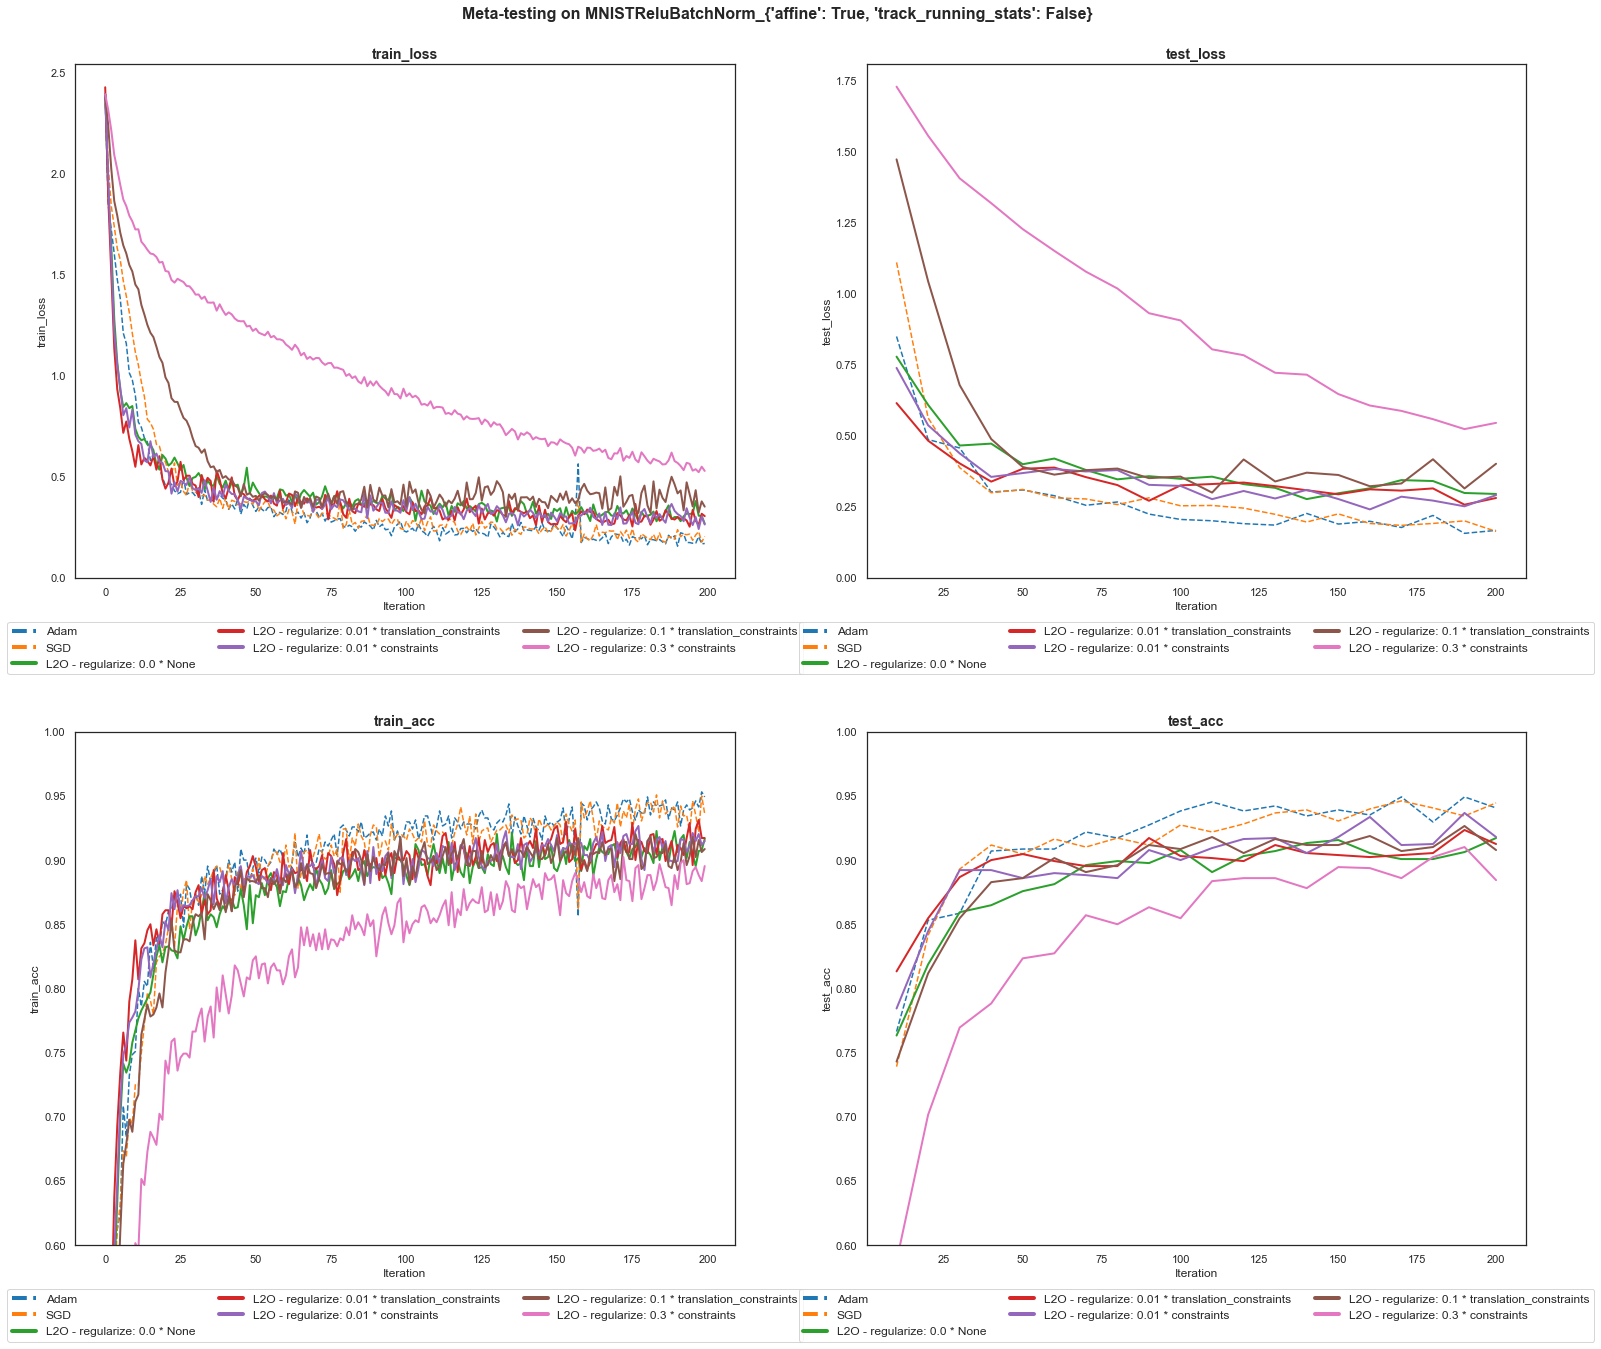 Meta-testing on MNISTReluBatchNorm_{'affine': True, 'track_running_stats': False}
train_loss
2.5
2.0
1.5
1.0
0.5
0.0
train_loss
0 25 50 75 100 125 150 175 200
Iteration
Adam L2O - regularize: 0.01 * translation_constraints L2O - regularize: 0.1 * translation_constraints
SGD L2O - regularize: 0.01 * constraints L2O - regularize: 0.3 * constraints
L2O - regularize: 0.0 * None
test_loss
1.75
1.50
1.25
1.00
0.75
0.50
0.25
0.00
test_loss
25 50 75 100 125 150 175 200
Iteration
Adam L2O - regularize: 0.01 * translation_constraints L2O - regularize: 0.1 * translation_constraints
SGD L2O - regularize: 0.01 * constraints L2O - regularize: 0.3 * constraints
L2O - regularize: 0.0 * None
train_acc
1.00
0.95
0.90
0.85
0.80
0.75
0.70
0.65
0.60
train_acc
0 25 50 75 100 125 150 175 200
Iteration
Adam L2O - regularize: 0.01 * translation_constraints L2O - regularize: 0.1 * translation_constraints
SGD L2O - regularize: 0.01 * constraints L2O - regularize: 0.3 * constraints
L2O - regularize: 0.0 * None
test_acc
1.00
0.95
0.90
0.85
0.80
0.75
0.70
0.65
0.60
test_acc
25 50 75 100 125 150 175 200
Iteration
Adam L2O - regularize: 0.01 * translation_constraints L2O - regularize: 0.1 * translation_constraints
SGD L2O - regularize: 0.01 * constraints L2O - regularize: 0.3 * constraints
L2O - regularize: 0.0 * None